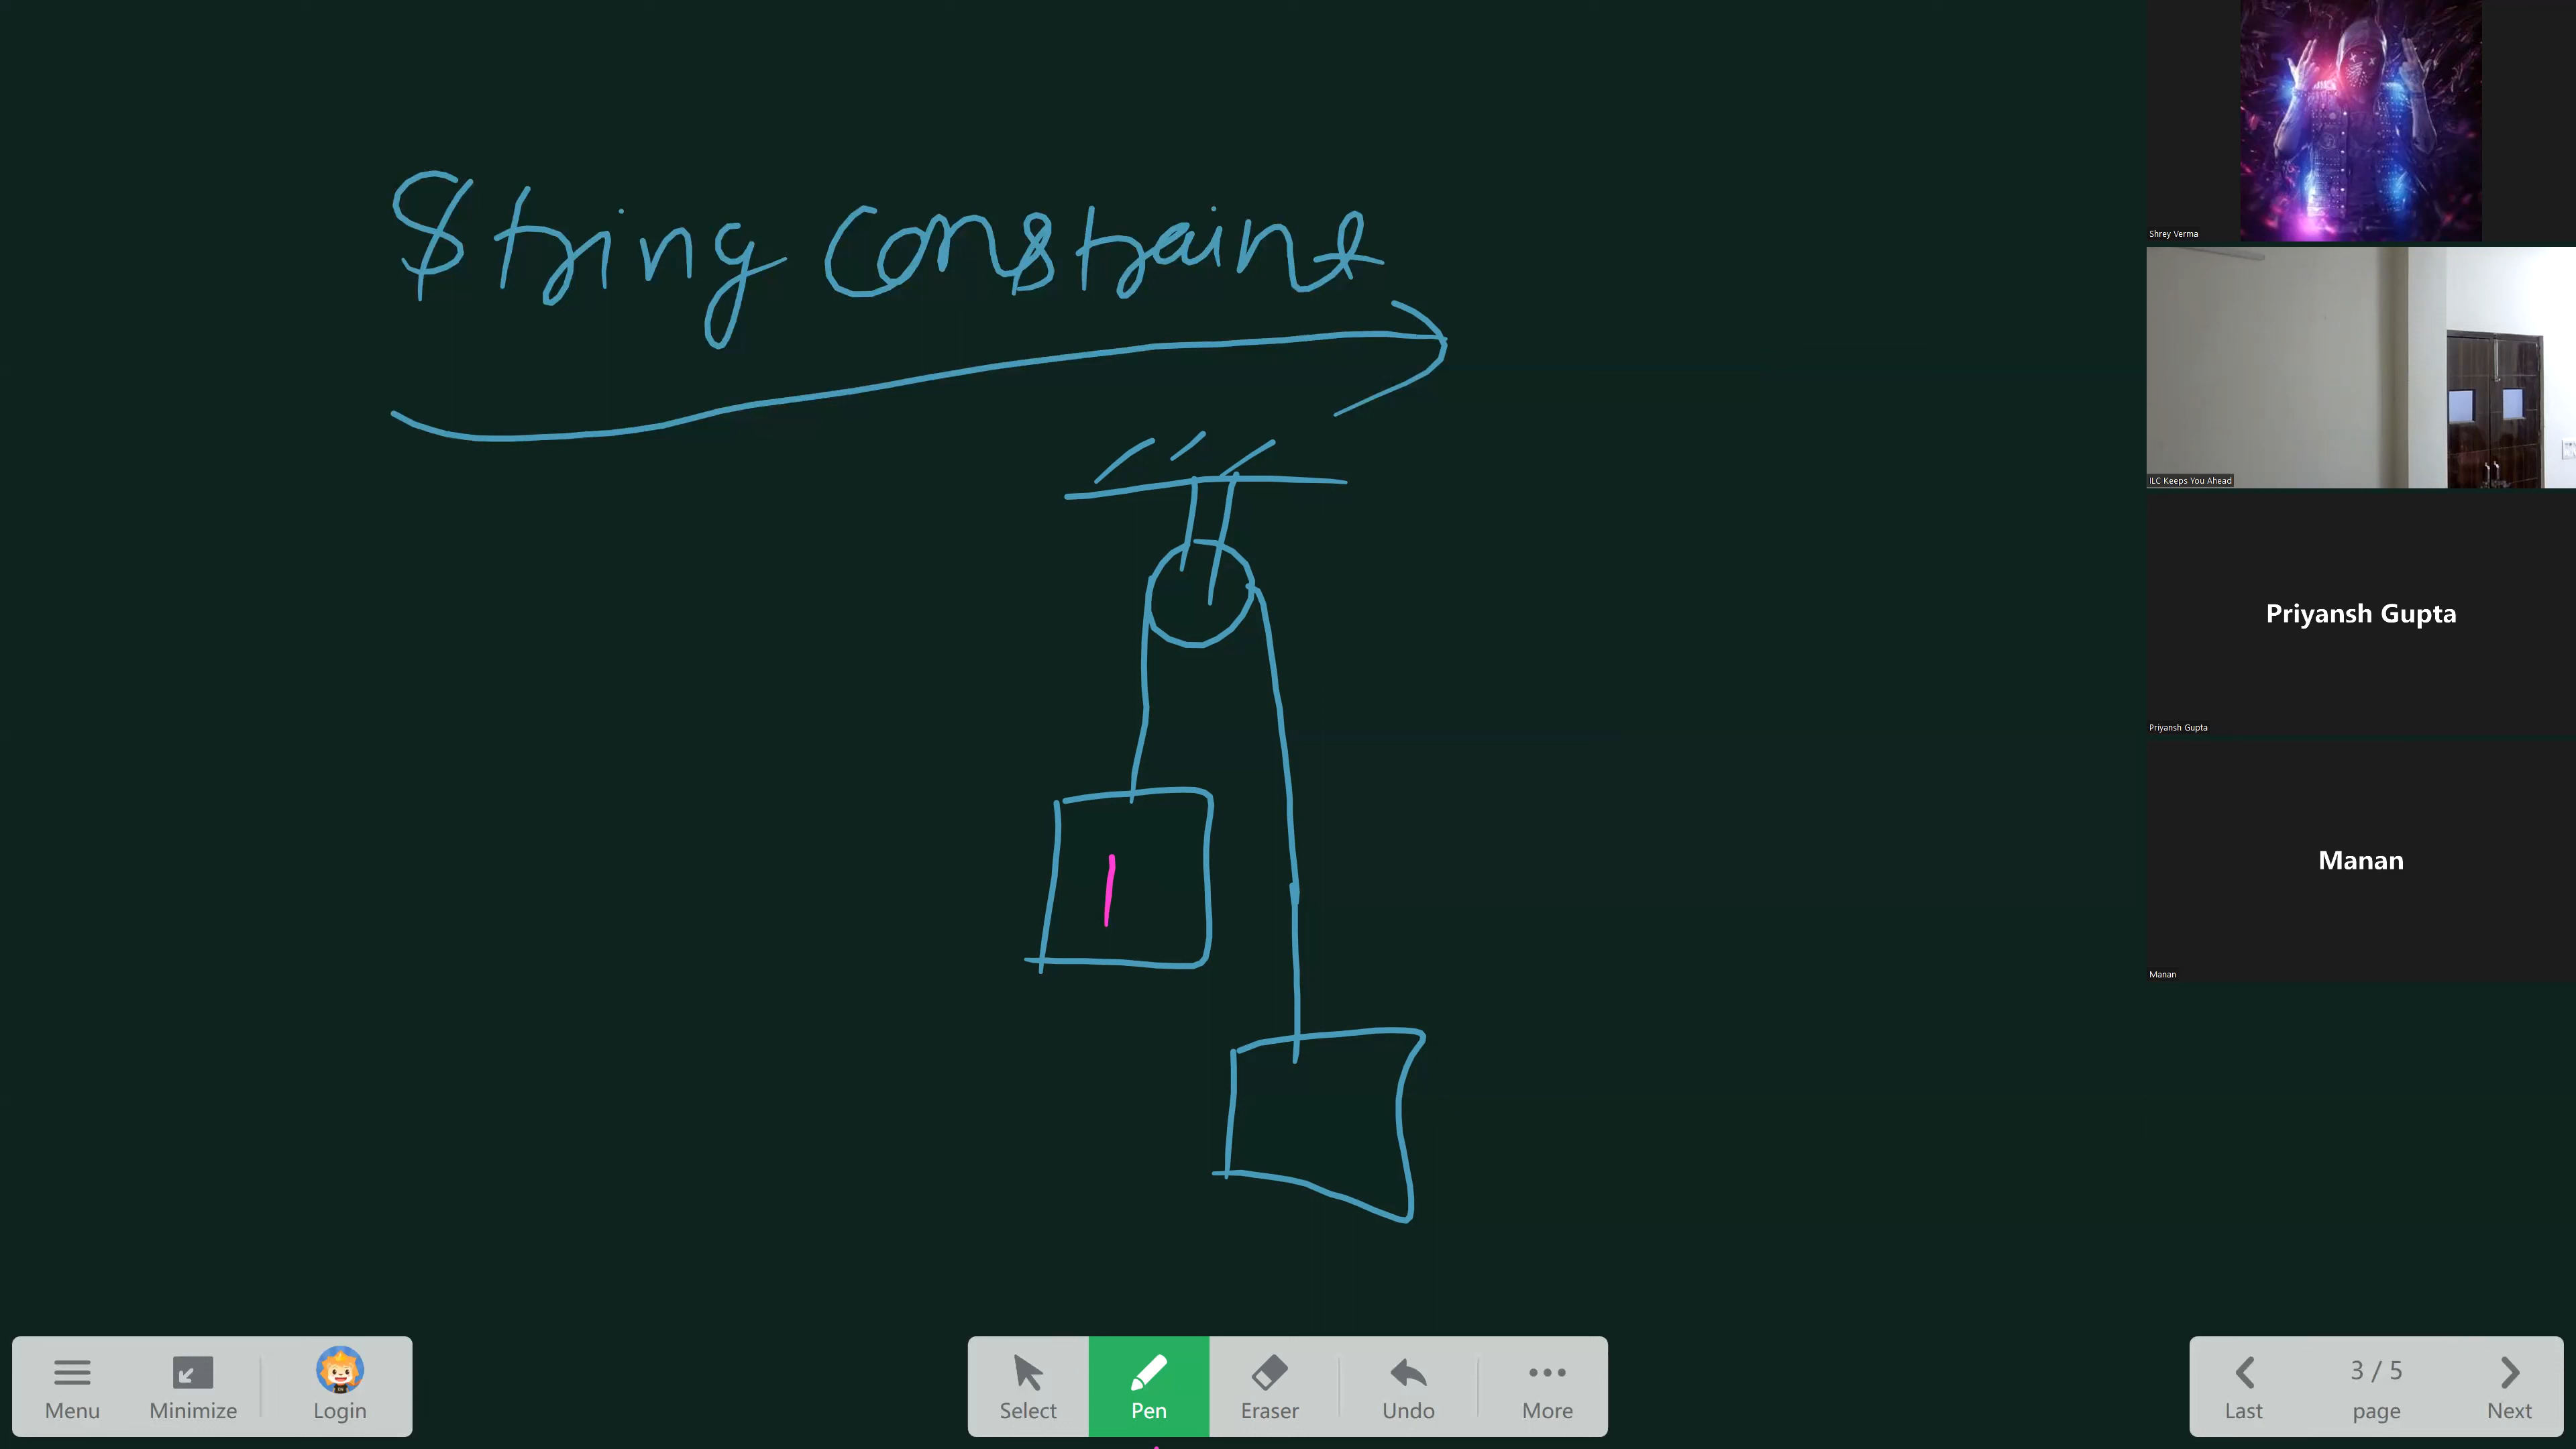 String constraint
1
Shrey Verma
ILC Keeps You Ahead
Priyansh Gupta
Priyansh Gupta
Manan
Manan
Menu
Minimize
Login
Select
Pen
Eraser
Undo
More
Last
3 / 5
page
Next